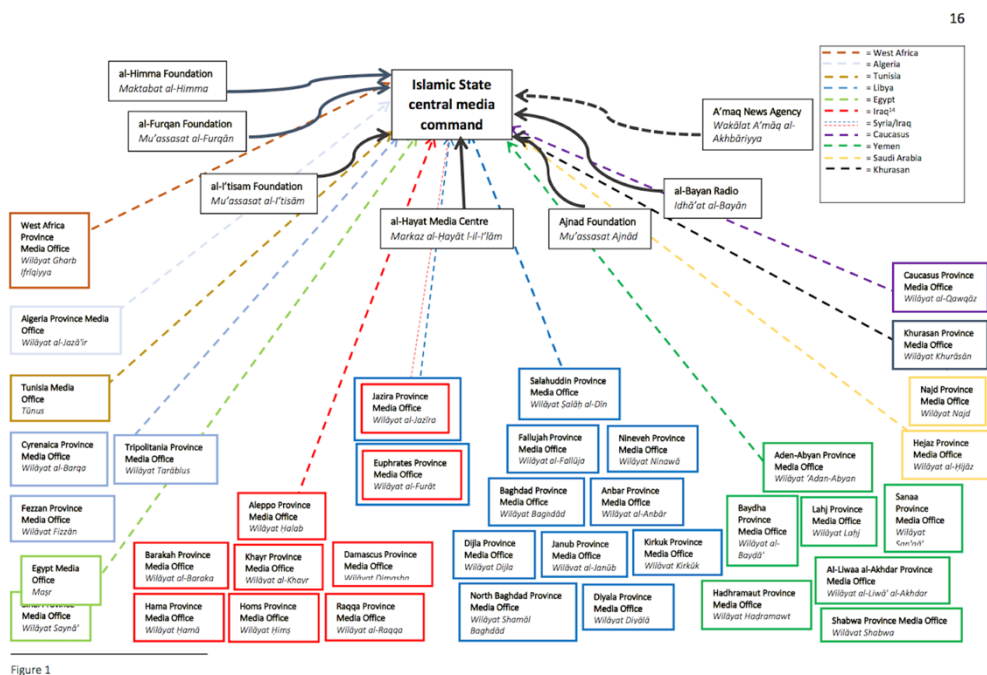 16
Islamic State
central media
command
al-Himma Foundation
Maktabat al-Himma
al-Furqan Foundation
Mu'assasat al-Furqān
al-I'tisam Foundation
Mu'assasat al-I'tisām
al-Hayat Media Centre
Markaz al-Ḥayāt l-il-I'lām
Ajnad Foundation
Mu'assasat Ajnād
al-Bayan Radio
Idhā'at al-Bayān
A'maq News Agency
Wakālat A'māq al-
Akhbāriyya
= West Africa
= Algeria
= Tunisia
= Libya
= Egypt
= Iraq
= Syria/Iraq
= Caucasus
= Yemen
= Saudi Arabia
= Khurasan
West Africa
Province
Media Office
Wilāyat Gharb
Ifrīqiyya
Algeria Province Media
Office
Wilāyat al-Jazā'ir
Tunisia Media
Office
Tūnus
Cyrenaica Province
Media Office
Wilāyat al-Barqa
Tripolitania Province
Media Office
Wilāyat Tarāblus
Fezzan Province
Media Office
Wilāyat Fizzān
Egypt Media
Office
Maṣr
Media Office
Wilāyat Saynā'
Aleppo Province
Media Office
Wilāyat Ḥalab
Barakah Province
Media Office
Wilāyat al-Baraka
Khayr Province
Media Office
Wilāyat al-Khayr
Damascus Province
Media Office
Wilāyat Dimashq
Hama Province
Media Office
Wilāyat Ḥamā
Homs Province
Media Office
Wilāyat Ḥimṣ
Raqqa Province
Media Office
Wilāyat al-Raqqa
Jazira Province
Media Office
Wilāyat al-Jazīra
Euphrates Province
Media Office
Wilāyat al-Furāt
Salahuddin Province
Media Office
Wilāyat Ṣalāḥ al-Dīn
Fallujah Province
Media Office
Wilāyat al-Fallūja
Nineveh Province
Media Office
Wilāyat Ninawā
Baghdad Province
Media Office
Wilāyat Baghdād
Anbar Province
Media Office
Wilāyat al-Anbār
Dijla Province
Media Office
Wilāyat Dijla
Janub Province
Media Office
Wilāyat al-Janūb
Kirkuk Province
Media Office
Wilāyat Kirkūk
North Baghdad Province
Media Office
Wilāyat Shamāl
Baghdād
Diyala Province
Media Office
Wilāyat Diyālā
Caucasus Province
Media Office
Wilāyat al-Qawqāz
Khurasan Province
Media Office
Wilāyat Khurāsān
Najd Province
Media Office
Wilāyat Najd
Hejaz Province
Media Office
Wilāyat al-Ḥijāz
Aden-Abyan Province
Media Office
Wilāyat 'Adan-Abyan
Baydha
Province
Media Office
Wilāyat al-
Bayḍā'
Lahj Province
Media Office
Wilāyat Laḥj
Sanaa
Province
Media Office
Wilāyat
Al-Liwaa al-Akhdar Province
Media Office
Wilāyat al-Liwā' al-Akhdar
Hadhramaut Province
Media Office
Wilāyat Ḥaḍramawt
Shabwa Province Media Office
Wilāyat Shabwa
Figure 1